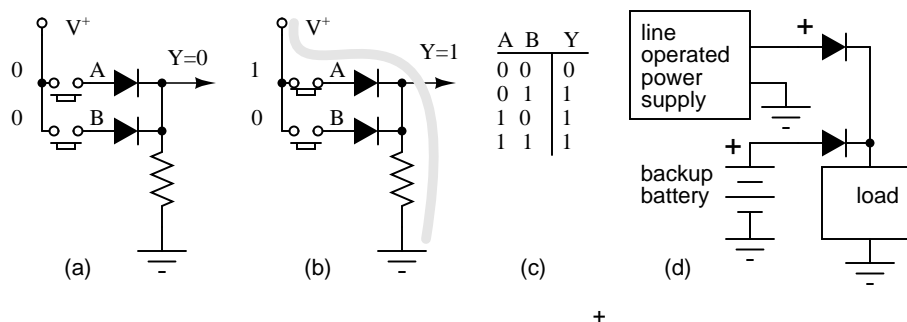 V+
0 A Y=0
0 B
(a)
V+
1 A Y=1
0 B
(b)
A B Y
0 0 0
0 1 1
1 0 1
1 1 1
(c)
line
operated
power
supply
+
+
backup
battery
load
(d)
+